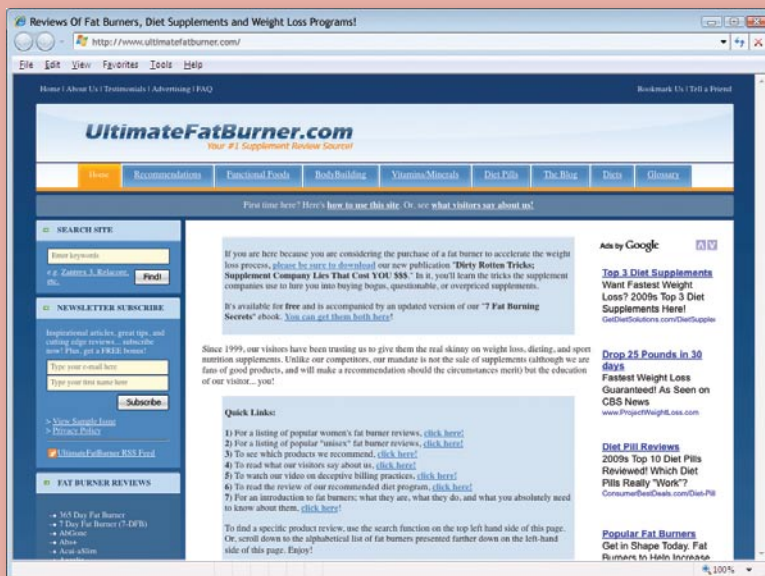 Reviews Of Fat Burners, Diet Supplements and Weight Loss Programs!
http://www.ultimatefatburner.com/
File Edit View Favorites Tools Help
Home | About Us | Testimonials | Advertising | FAQ
Bookmark Us | Tell a Friend
UltimateFatBurner.com
Your #1 Supplement Review Source!
Home Recommendations Functional Foods BodyBuilding Vitamins/Minerals Diet Pills The Blog Diets Glossary
First time here? Here's how to use this site. Or, see what visitors say about us!
SEARCH SITE
Enter keywords
e.g. Zantrex 3, Relacore,
etc.
Find!
NEWSLETTER SUBSCRIBE
Inspirational articles, great tips, and
cutting edge reviews... subscribe
now! Plus, get a FREE bonus!
Type your e-mail here
Type your first name here
Subscribe
> View Sample Issue
> Privacy Policy
UltimateFatBurner RSS Feed
FAT BURNER REVIEWS
365 Day Fat Burner
7 Day Fat Burner (7-DFB)
AbGone
Abs+
Acai-aSlim
If you are here because you are considering the purchase of a fat burner to accelerate the weight
loss process, please be sure to download our new publication "Dirty Rotten Tricks;
Supplement Company Lies That Cost YOU $$$." In it, you'll learn the tricks the supplement
companies use to lure you into buying bogus, questionable, or overpriced supplements.
It's available for free and is accompanied by an updated version of our "7 Fat Burning
Secrets" ebook. You can get them both here!
Since 1999, our visitors have been trusting us to give them the real skinny on weight loss, dieting, and sport
nutrition supplements. Unlike our competitors, our mandate is not the sale of supplements (although we are
fans of good products, and will make a recommendation should the circumstances merit) but the education
of our visitor... you!
Quick Links:
1) For a listing of popular women's fat burner reviews, click here!
2) For a listing of popular "unisex" fat burner reviews, click here!
3) To see which products we recommend, click here!
4) To read what our visitors say about us, click here!
5) To watch our video on deceptive billing practices, click here!
6) To read the review of our recommended diet program, click here!
7) For an introduction to fat burners; what they are, what they do, and what you absolutely need
to know about them, click here!
To find a specific product review, use the search function on the top left hand side of this page.
Or, scroll down to the alphabetical list of fat burners presented further down on the left-hand
side of this page. Enjoy!
Ads by Google
Top 3 Diet Supplements
Want Fastest Weight
Loss? 2009s Top 3 Diet
Supplements Here!
GetDietSolutions.com/DietSupplei
Drop 25 Pounds in 30
days
Fastest Weight Loss
Guaranteed! As Seen on
CBS News
www.ProjectWeightLoss.com
Diet Pill Reviews
2009s Top 10 Diet Pills
Reviewed! Which Diet
Pills Really "Work"?
ConsumerBestDeals.com/Diet-Pill
Popular Fat Burners
Get in Shape Today. Fat
Burners to Help Increase
100%